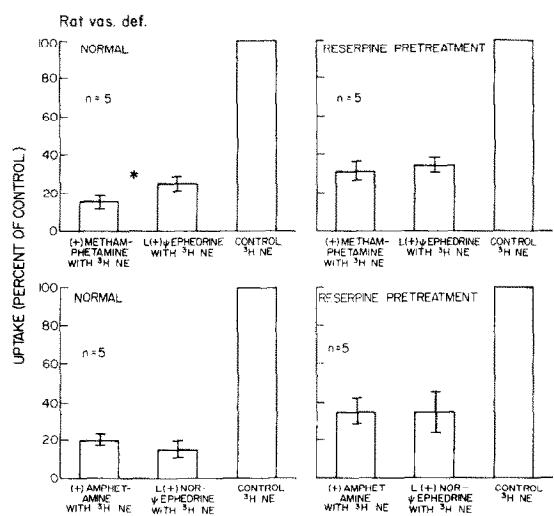 Rat vas. def.
UPTAKE (PERCENT OF CONTROL)
NORMAL
n = 5
*
100
80
60
40
20
0
(+) METHAM-
PHETAMINE
WITH ³H NE
L(+)ψ EPHEDRINE
WITH ³H NE
CONTROL
³H NE
RESERPINE PRETREATMENT
n = 5
(+) METHAM-
PHETAMINE
WITH ³H NE
L(+)ψ EPHEDRINE
WITH ³H NE
CONTROL
³H NE
NORMAL
n = 5
100
80
60
40
20
0
(+) AMPHET-
AMINE
WITH ³H NE
L(+) NOR-
ψ EPHEDRINE
WITH ³H NE
CONTROL
³H NE
RESERPINE PRETREATMENT
n=5
(+) AMPHET
AMINE
WITH ³H NE
L (+) NOR-
ψ EPHEDRINE
WITH ³H NE
CONTROL
³H NE